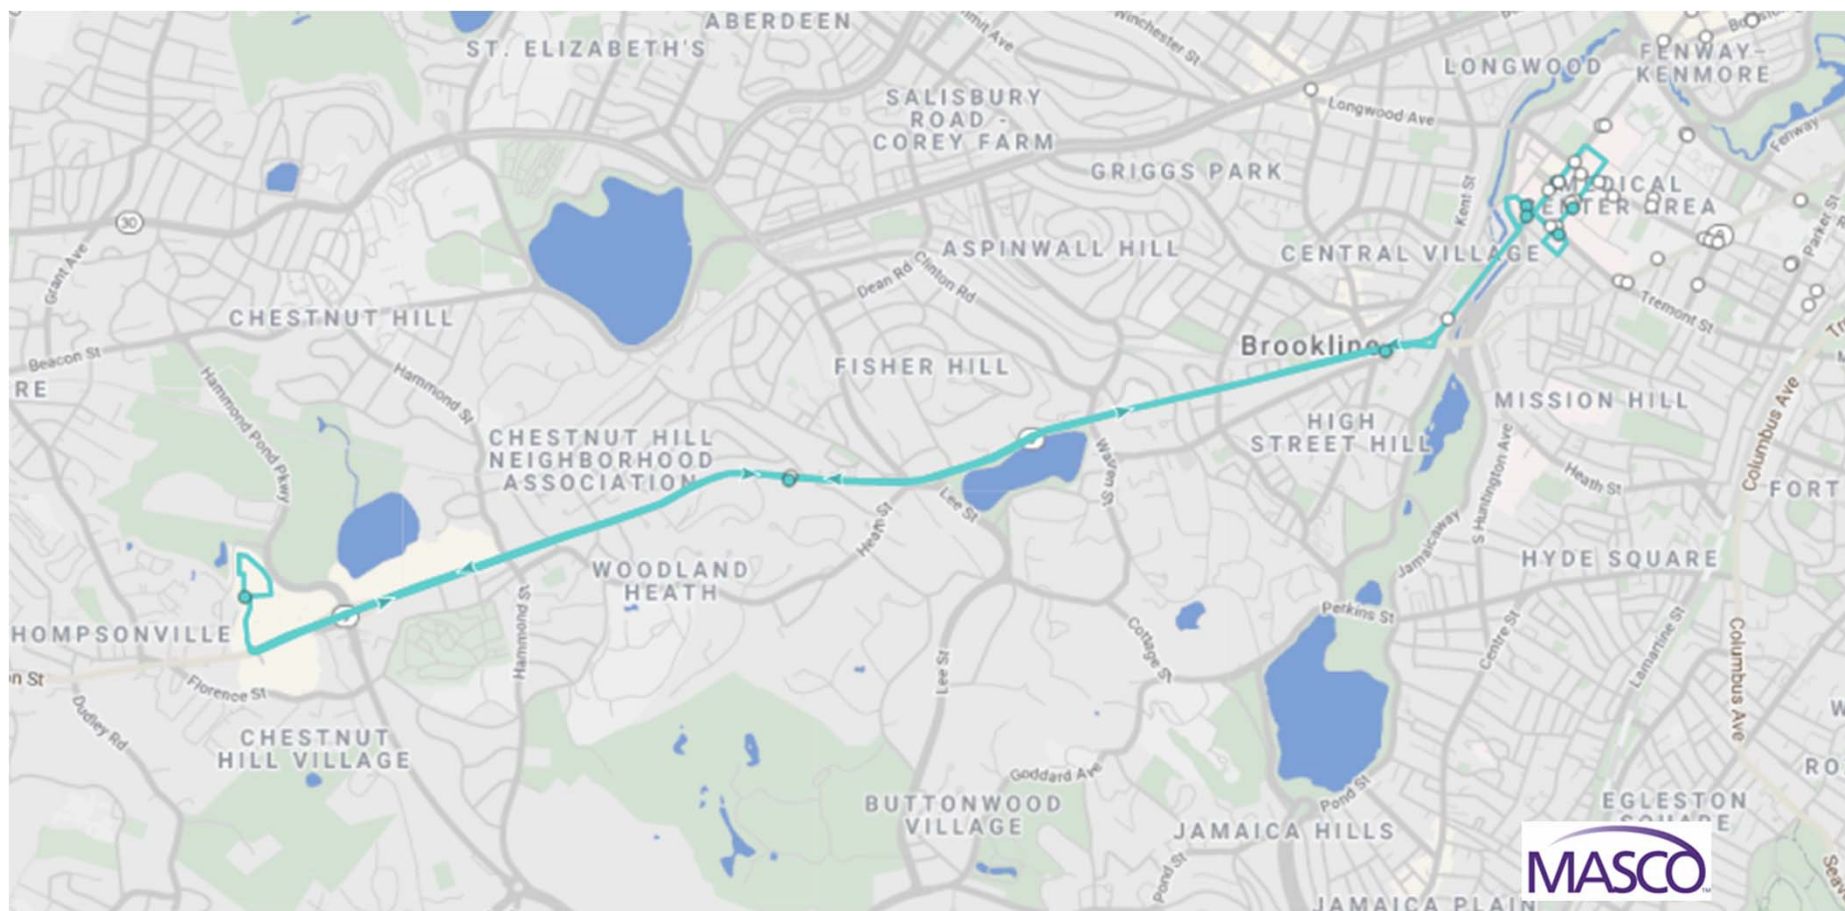 ABERDEEN
ST. ELIZABETH'S
Winchester St
LONGWOOD
FENWAY-
KENMORE
SALISBURY
ROAD -
COREY FARM
Longwood Ave
Fenway
GRIGGS PARK
Kent St
MEDICAL
CENTER AREA
Parker St
30
Grant Ave
ASPINWALL HILL
CENTRAL VILLAGE
Dean Rd
Clinton Rd
Tremont St
CHESTNUT HILL
Beacon St
Brookline
Hammond St
Hammond Pond Pkwy
FISHER HILL
RE
MISSION HILL
Columbus Ave
HIGH
STREET HILL
CHESTNUT HILL
NEIGHBORHOOD
ASSOCIATION
Warren St
S Huntington Ave
Heath St
FORT
Lee St
Heath St
Jamaicaway
HYDE SQUARE
WOODLAND
HEATH
Hammond St
Perkins St
Centre St
Lamartine St
Columbus Ave
HOMPSONVILLE
Cottage St
Lee St
n St
Florence St
Dudley Rd
CHESTNUT
HILL VILLAGE
Goddard Ave
Pond St
BUTTONWOOD
VILLAGE
JAMAICA HILLS
EGLESTON
SQUARE
RO
Pond St
MASCO
JAMAICA PLAIN